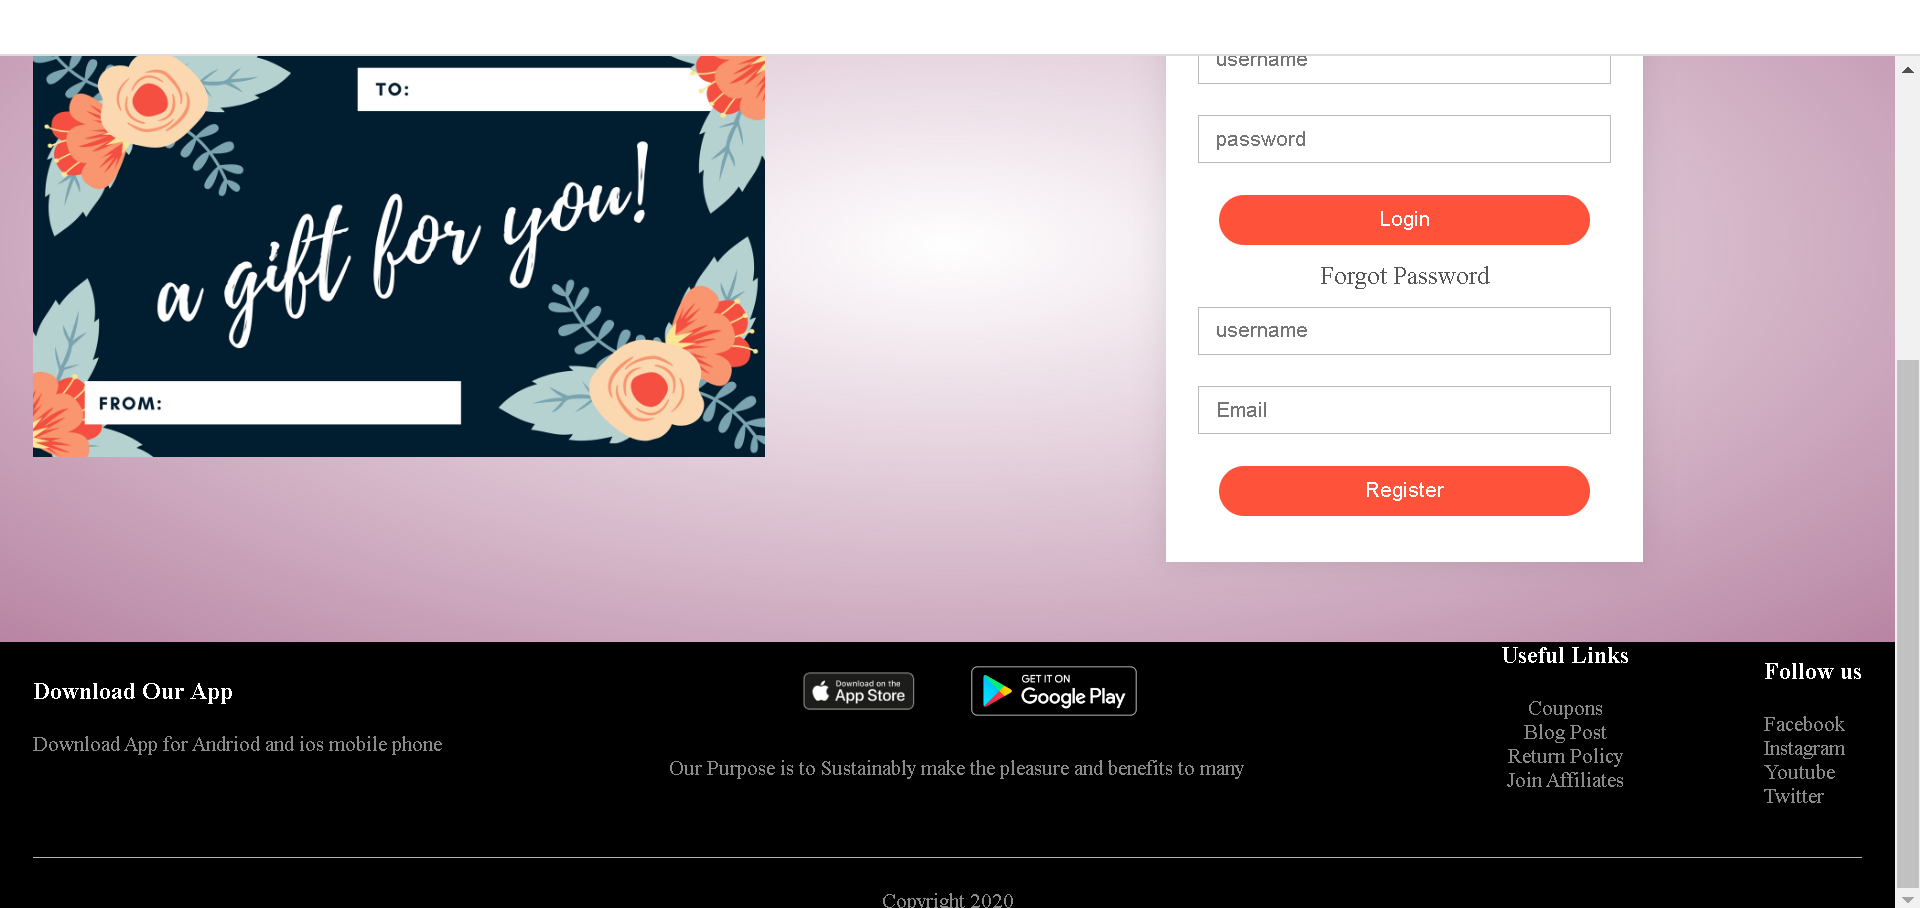 TO:
a gift for you!
FROM:
username
password
Login
Forgot Password
username
Email
Register
Download Our App
Download App for Andriod and ios mobile phone
Download on the
App Store
GET IT ON
Google Play
Our Purpose is to Sustainably make the pleasure and benefits to many
Useful Links
Coupons
Blog Post
Return Policy
Join Affiliates
Follow us
Facebook
Instagram
Youtube
Twitter
Copyright 2020